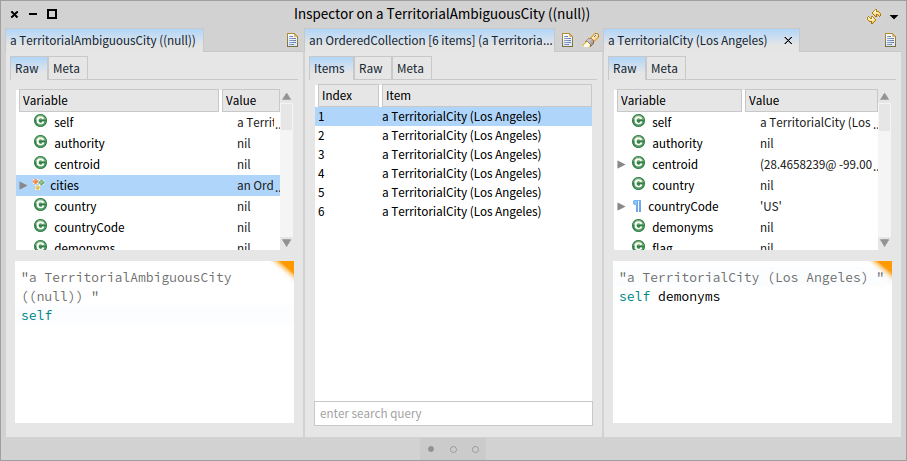 Inspector on a TerritorialAmbiguousCity ((null))
a TerritorialAmbiguousCity ((null))
Raw Meta
Variable Value
self a Territ..
authority nil
centroid nil
cities an Ord..
country nil
countryCode nil
demonyms nil
"a TerritorialAmbiguousCity
((null)) "
self
an OrderedCollection [6 items] (a Territoria...
Items Raw Meta
Index Item
1 a TerritorialCity (Los Angeles)
2 a TerritorialCity (Los Angeles)
3 a TerritorialCity (Los Angeles)
4 a TerritorialCity (Los Angeles)
5 a TerritorialCity (Los Angeles)
6 a TerritorialCity (Los Angeles)
enter search query
a TerritorialCity (Los Angeles)
Raw Meta
Variable Value
self a TerritorialCity (Los ..
authority nil
centroid (28.4658239@ -99.00 ..
country nil
countryCode 'US'
demonyms nil
flag nil
"a TerritorialCity (Los Angeles) "
self demonyms